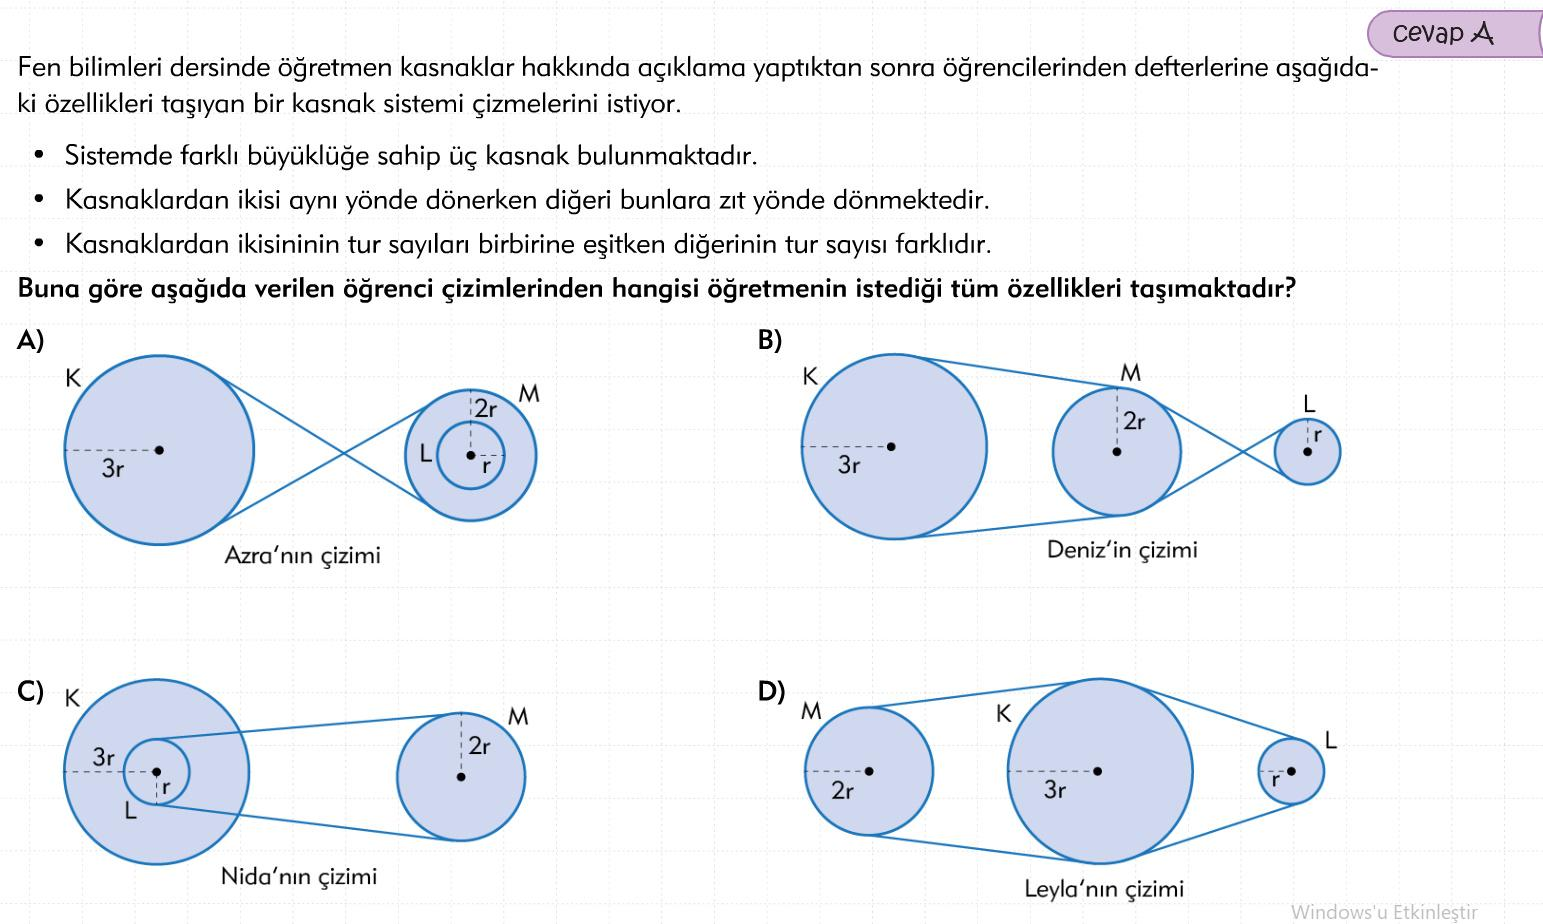 Cevap A
Fen bilimleri dersinde öğretmen kasnaklar hakkında açıklama yaptıktan sonra öğrencilerinden defterlerine aşağıda-
ki özellikleri taşıyan bir kasnak sistemi çizmelerini istiyor.
• Sistemde farklı büyüklüğe sahip üç kasnak bulunmaktadır.
• Kasnaklardan ikisi aynı yönde dönerken diğeri bunlara zıt yönde dönmektedir.
• Kasnaklardan ikisininin tur sayıları birbirine eşitken diğerinin tur sayısı farklıdır.
Buna göre aşağıda verilen öğrenci çizimlerinden hangisi öğretmenin istediği tüm özellikleri taşımaktadır?
A)
K
3r
L
2r
r
M
Azra'nın çizimi
B)
K
3r
M
2r
L
r
Deniz'in çizimi
C)
K
3r
r
L
M
2r
Nida'nın çizimi
D)
M
2r
K
3r
L
r
Leyla'nın çizimi
Windows'u Etkinleştir